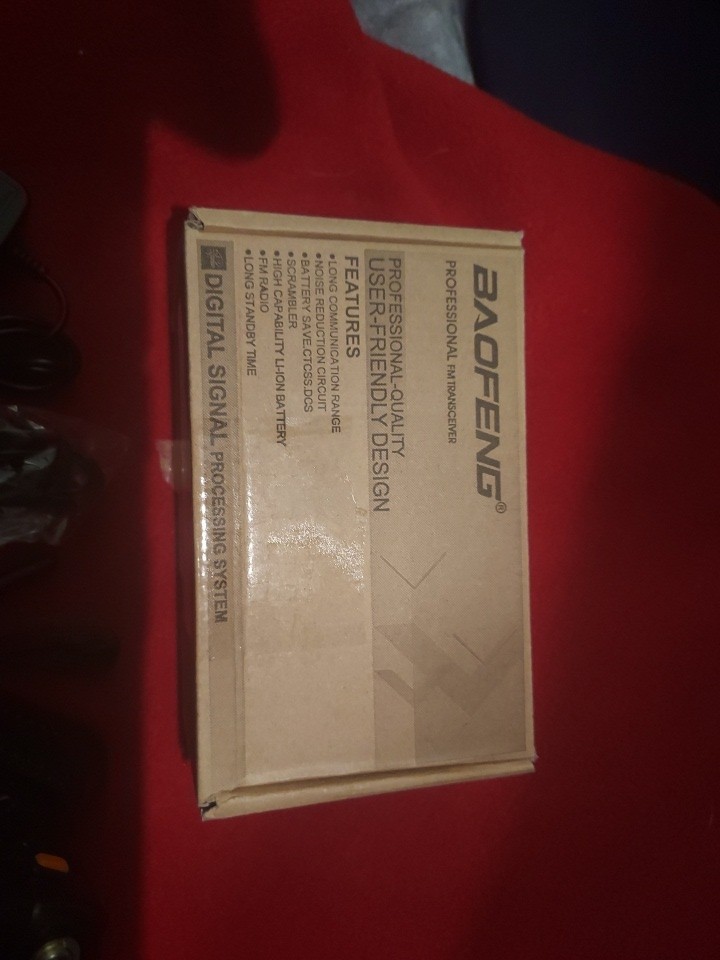 BAOFENG®
PROFESSIONAL FM TRANSCEIVER
PROFESSIONAL-QUALITY
USER-FRIENDLY DESIGN
FEATURES
•LONG COMMUNICATION RANGE
•NOISE REDUCTION CIRCUIT
•BATTERY SAVE.CTCSS.DCS
•SCRAMBLER
•HIGH CAPABILITY LI-ION BATTERY
•FM RADIO
•LONG STANDBY TIME
DIGITAL SIGNAL PROCESSING SYSTEM